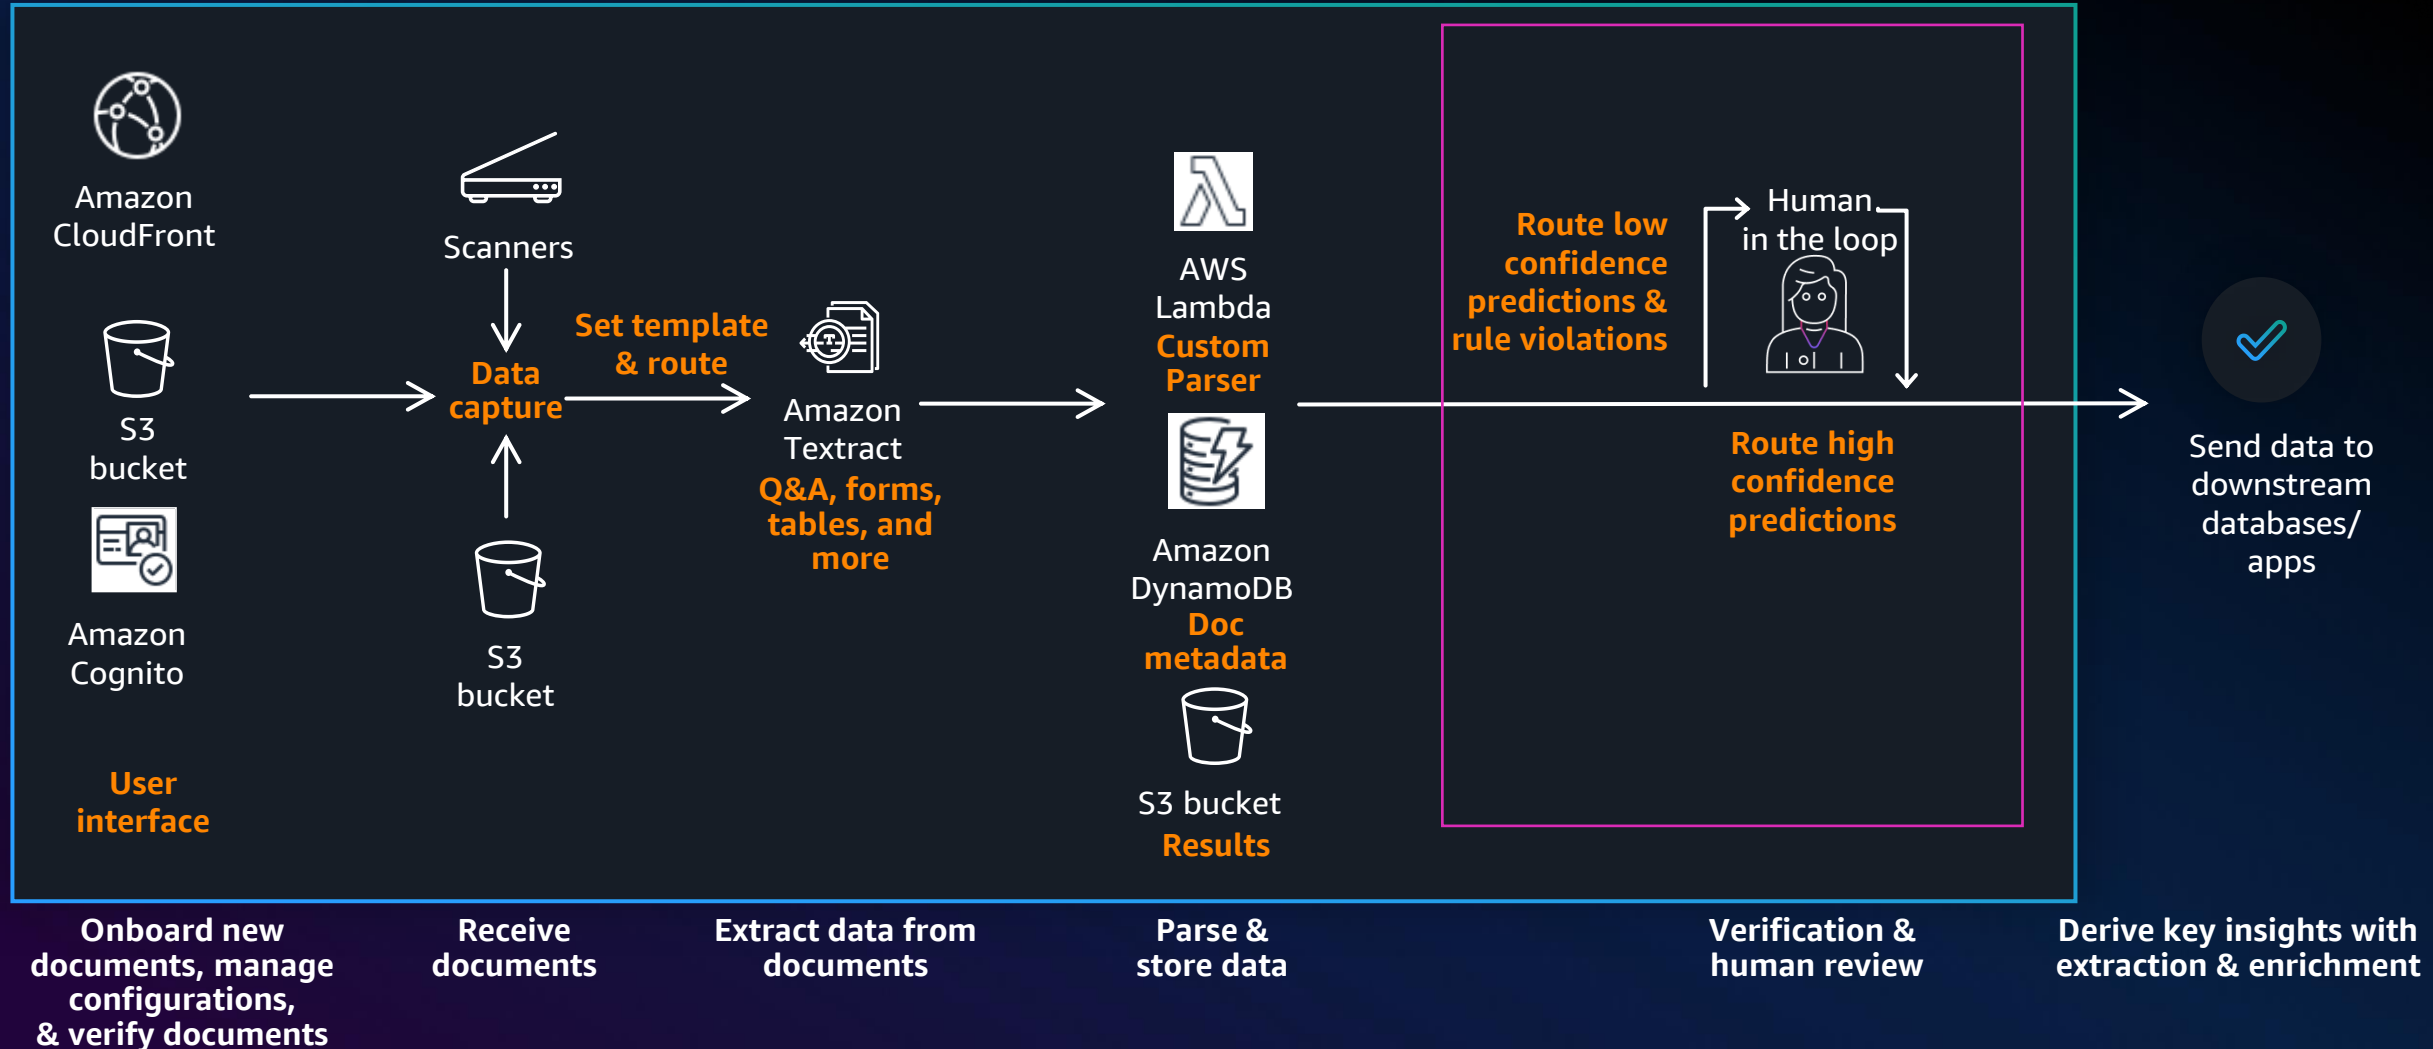 Amazon
CloudFront
S3
bucket
Amazon
Cognito
User
interface
Scanners
Data
capture
S3
bucket
Set template
& route
T
Amazon
Textract
Q&A, forms,
tables, and
more
AWS
Lambda
Custom
Parser
Amazon
DynamoDB
Doc
metadata
S3 bucket
Results
Route low
confidence
predictions &
rule violations
Human
in the loop
Route high
confidence
predictions
Send data to
downstream
databases/
apps
Onboard new
documents, manage
configurations,
& verify documents
Receive
documents
Extract data from
documents
Parse &
store data
Verification &
human review
Derive key insights with
extraction & enrichment